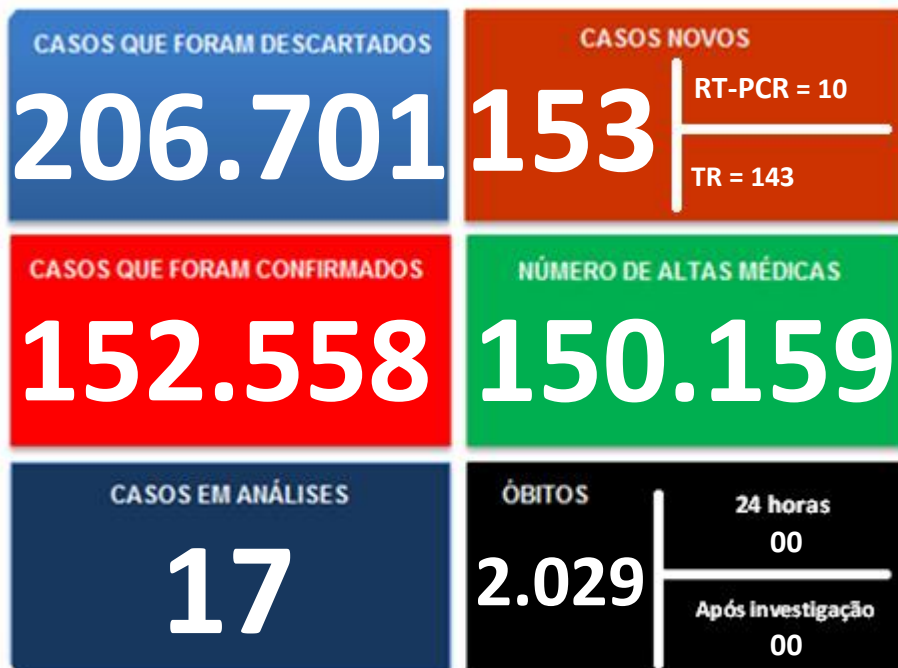 CASOS QUE FORAM DESCARTADOS
206.701
CASOS NOVOS
153
RT-PCR = 10
TR = 143
CASOS QUE FORAM CONFIRMADOS
152.558
NÚMERO DE ALTAS MÉDICAS
150.159
CASOS EM ANÁLISES
17
ÓBITOS
2.029
24 horas
00
Após investigação
00